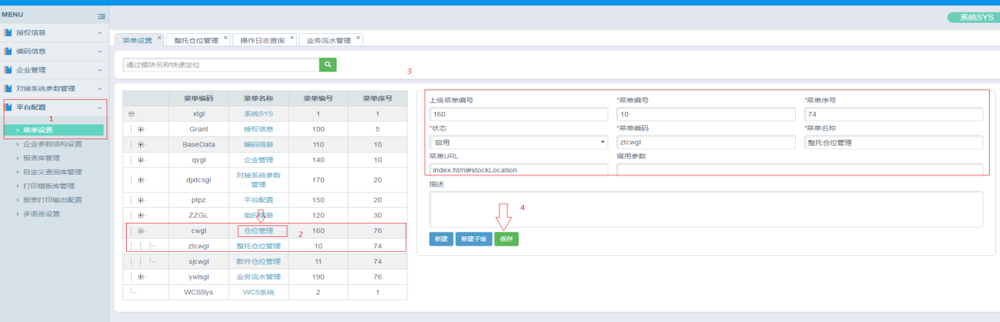 MENU
系统SYS
授权信息
编码信息
企业管理
对接系统参数管理
平台配置
1
菜单设置
企业参数结构设置
报表库管理
自定义查询库管理
打印模板库管理
报表打印输出配置
多语言设置
菜单设置 × 整托仓位管理 × 操作日志查询 × 业务流水管理 ×
通过模块名称快速定位
3
菜单编码 菜单名称 菜单编号 菜单序号
xtgl 系统SYS 1 1
Grant 授权信息 100 5
BaseData 编码信息 110 10
qygl 企业管理 140 10
djxtcsgl 对接系统参数管理 170 20
ptpz 平台配置 150 20
ZZGL 组织信息 120 30
cwgl 仓位管理 2 160 76
ztcwgl 整托仓位管理 10 74
sjcwgl 散件仓位管理 11 74
ywlsgl 业务流水管理 190 76
WCSSys WCS系统 2 1
上级菜单编号 *菜单编号 *菜单序号
160 10 74
*状态 *菜单编码 *菜单名称
启用 ztcwgl 整托仓位管理
菜单URL 调用参数
index.html#stockLocation
描述
4
新建 新建子级 保存